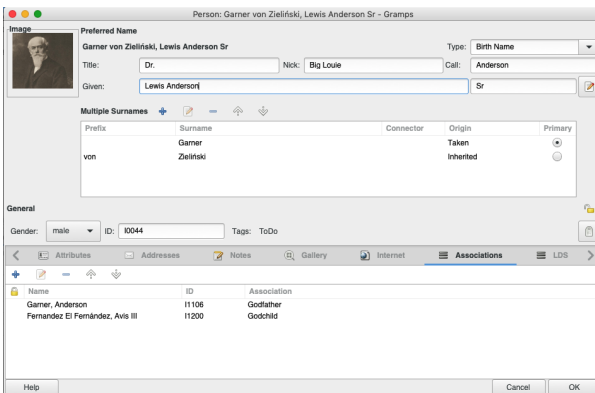 Person: Garner von Zieliński, Lewis Anderson Sr - Gramps
Image
Preferred Name
Garner von Zieliński, Lewis Anderson Sr Type: Birth Name
Title: Dr. Nick: Big Louie Call: Anderson
Given: Lewis Anderson Sr
Multiple Surnames
Prefix Surname Connector Origin Primary
Garner Taken
von Zieliński Inherited
General
Gender: male ID: I0044 Tags: ToDo
Attributes Addresses Notes Gallery Internet Associations LDS
Name ID Association
Garner, Anderson I1106 Godfather
Fernandez El Fernández, Avis III I1200 Godchild
Help Cancel OK